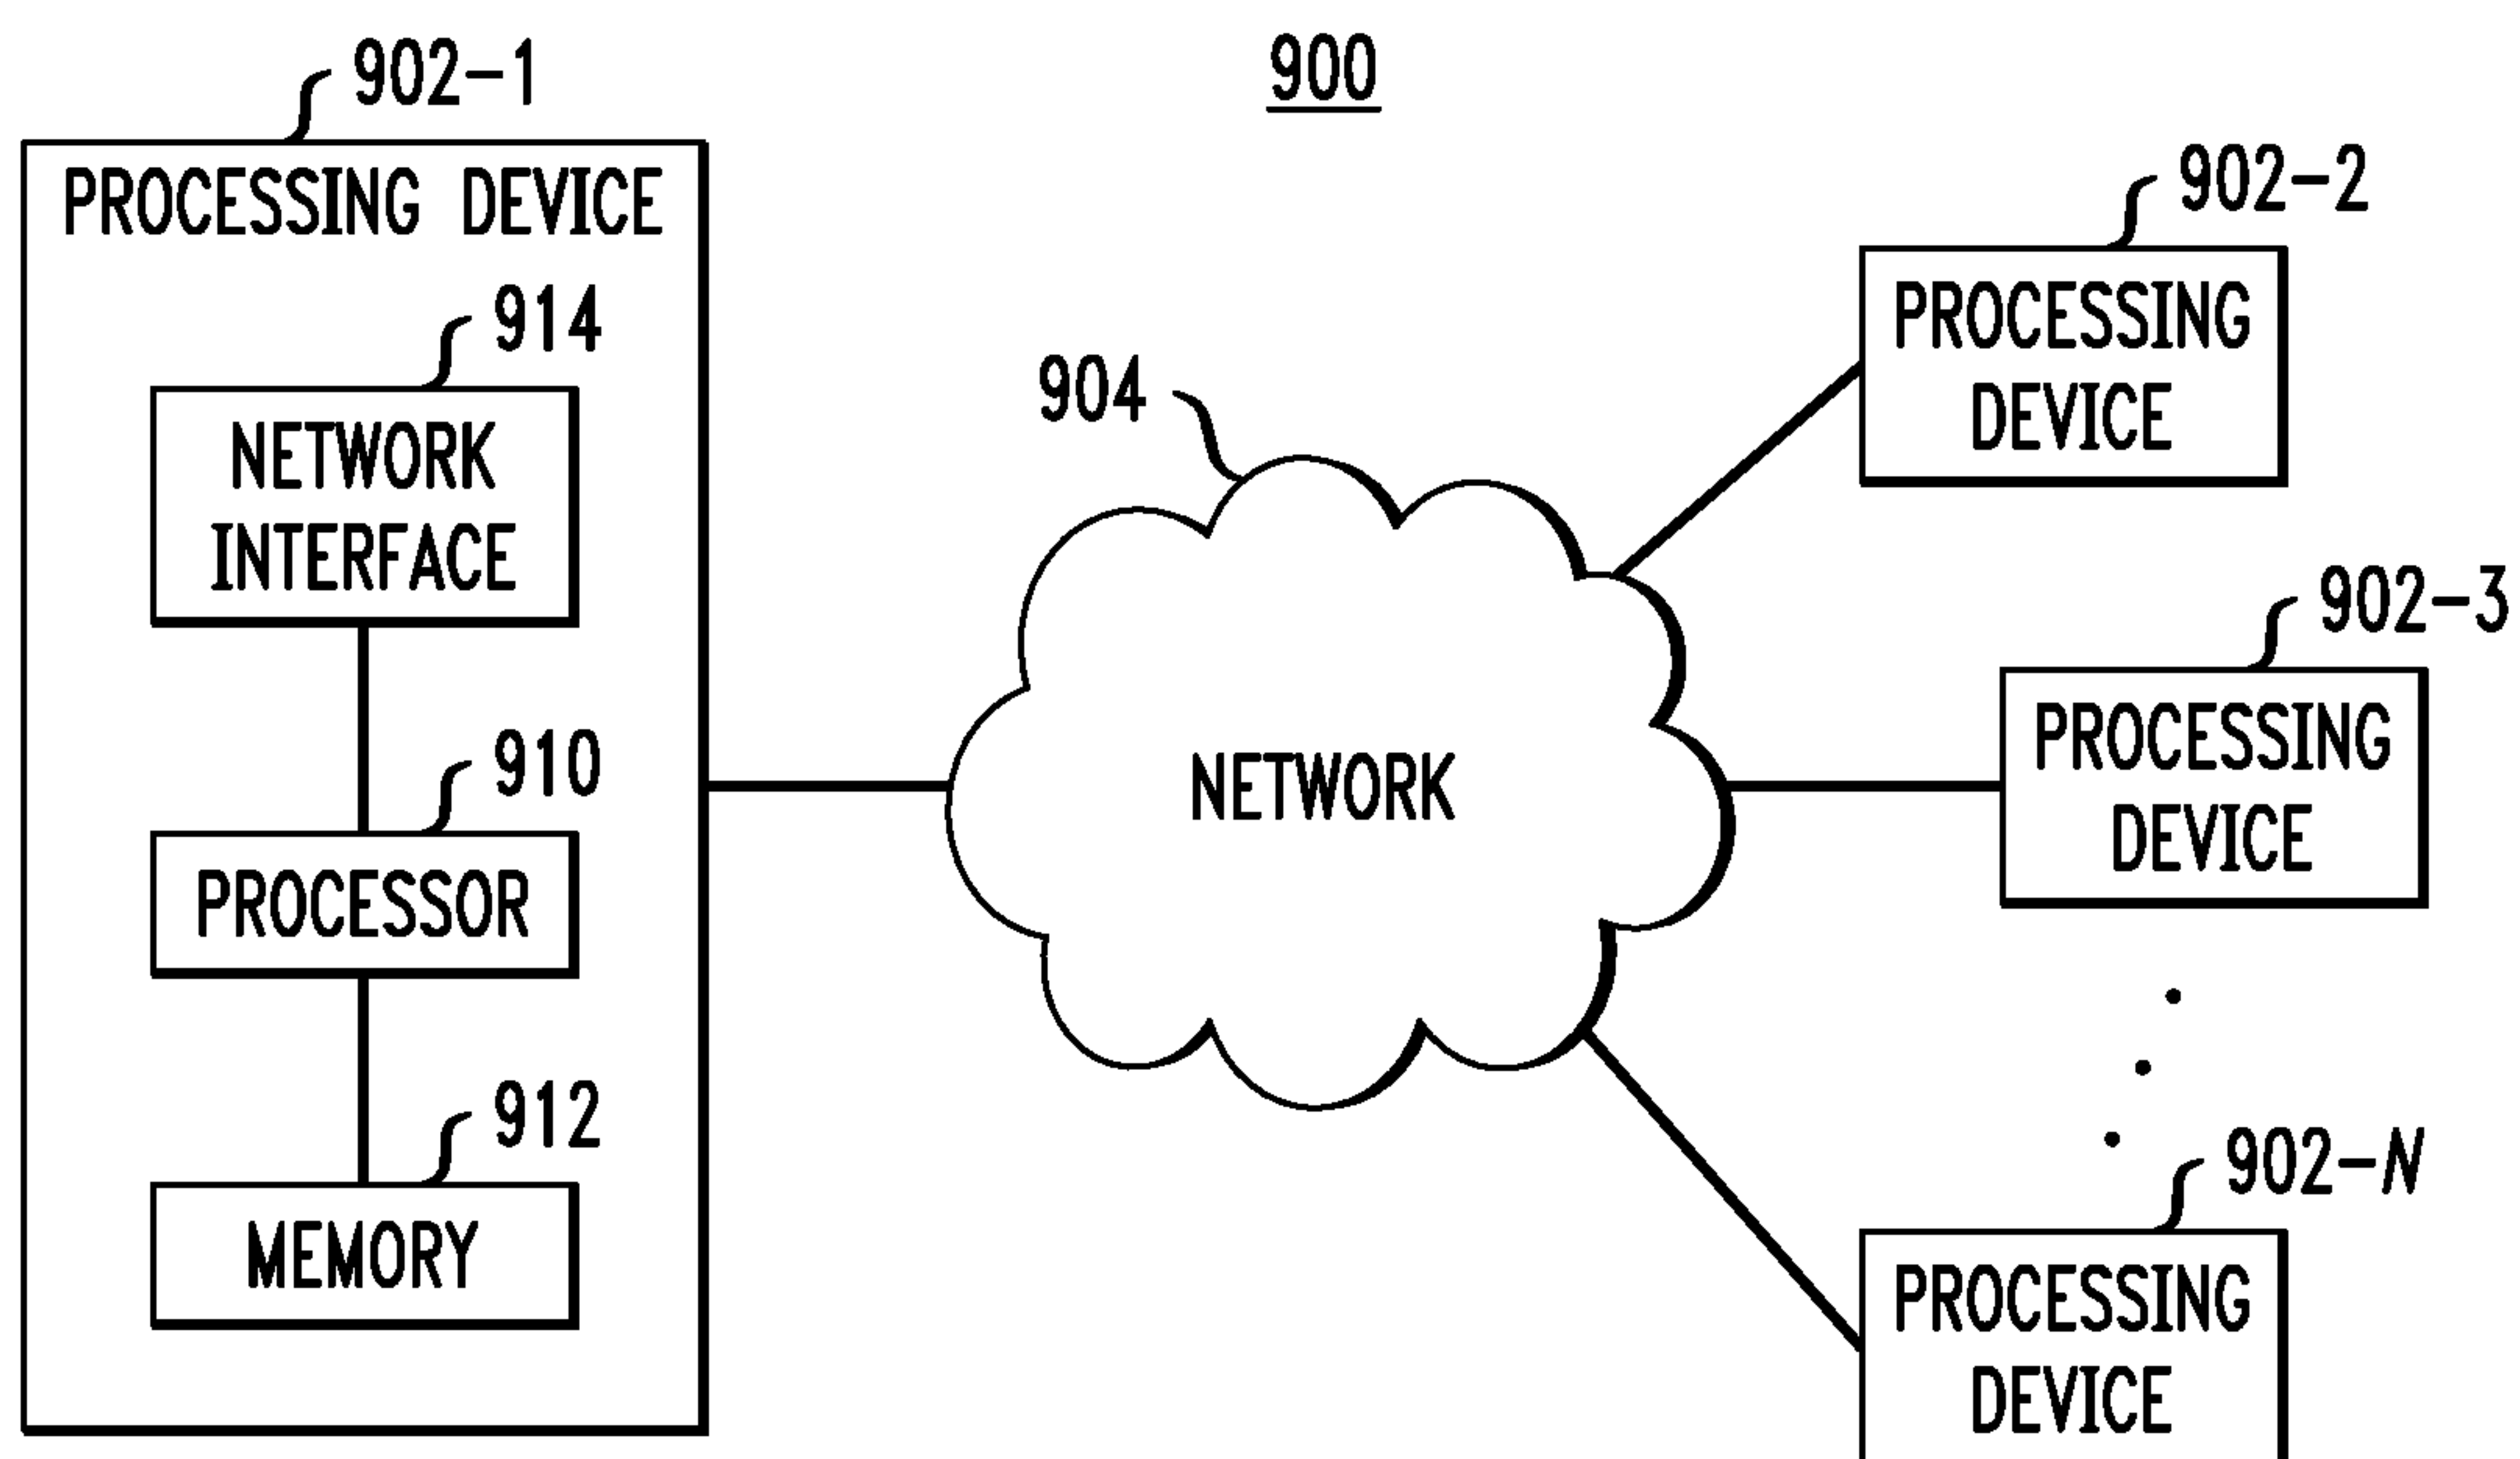 900
902-1
PROCESSING DEVICE
914
NETWORK
INTERFACE
910
PROCESSOR
912
MEMORY
904
NETWORK
902-2
PROCESSING
DEVICE
902-3
PROCESSING
DEVICE
902-N
PROCESSING
DEVICE